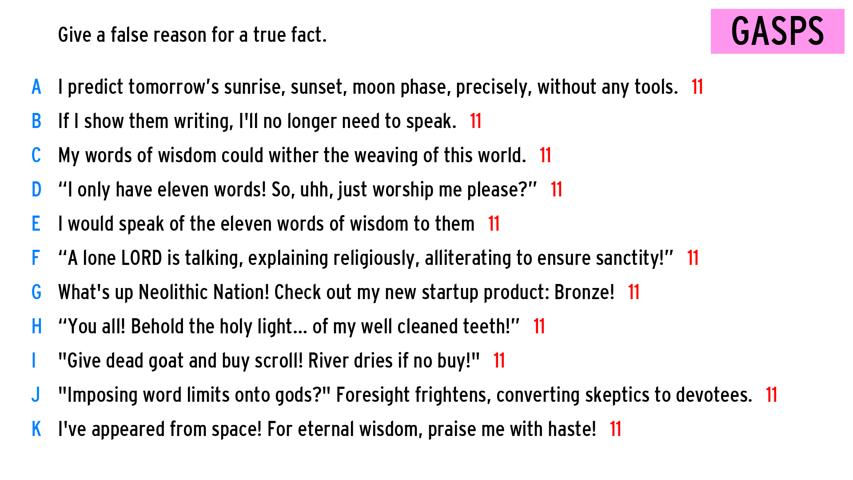 Give a false reason for a true fact.
GASPS
A I predict tomorrow’s sunrise, sunset, moon phase, precisely, without any tools. 11
B If I show them writing, I'll no longer need to speak. 11
C My words of wisdom could wither the weaving of this world. 11
D “I only have eleven words! So, uhh, just worship me please?” 11
E I would speak of the eleven words of wisdom to them 11
F “A lone LORD is talking, explaining religiously, alliterating to ensure sanctity!” 11
G What's up Neolithic Nation! Check out my new startup product: Bronze! 11
H “You all! Behold the holy light... of my well cleaned teeth!” 11
I "Give dead goat and buy scroll! River dries if no buy!" 11
J "Imposing word limits onto gods?" Foresight frightens, converting skeptics to devotees. 11
K I've appeared from space! For eternal wisdom, praise me with haste! 11